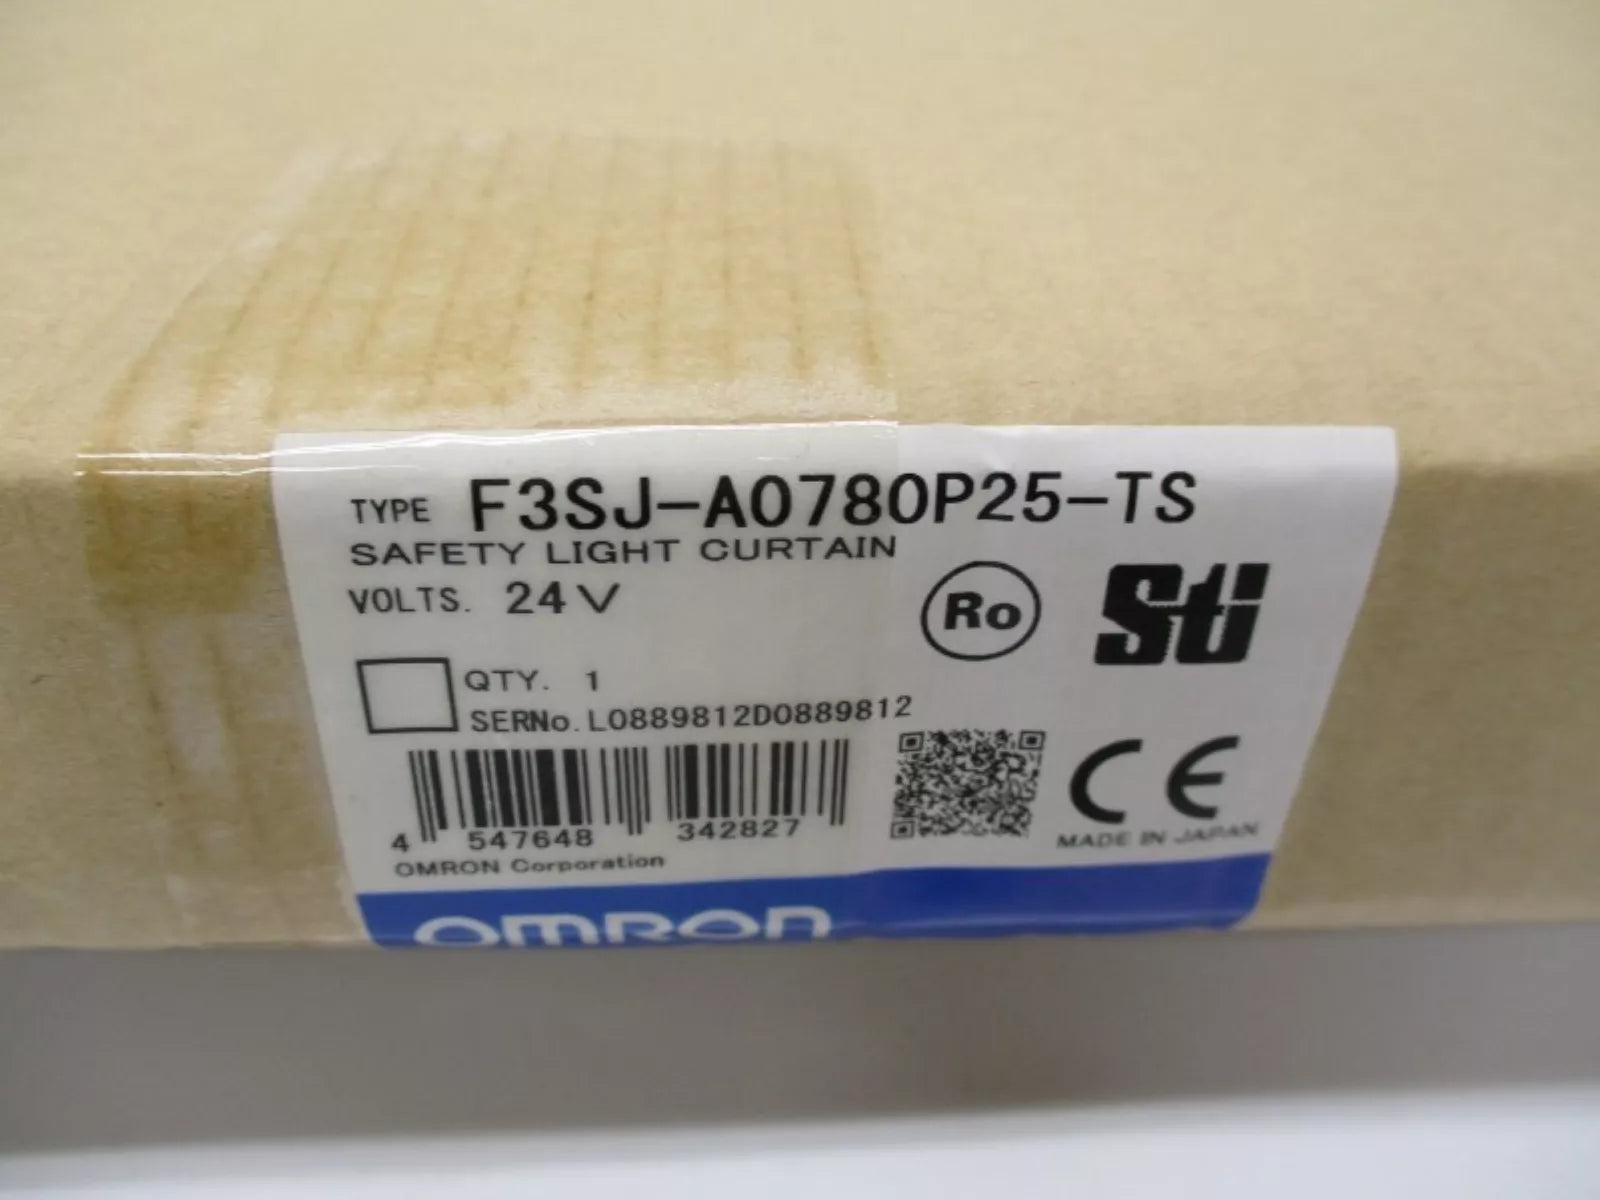 TYPE F3SJ-A0780P25-TS
SAFETY LIGHT CURTAIN
VOLTS. 24V
Ro Sti
QTY. 1
SERNo. L0889812D0889812
CE
4 547648 342827
MADE IN JAPAN
OMRON Corporation
OMRON